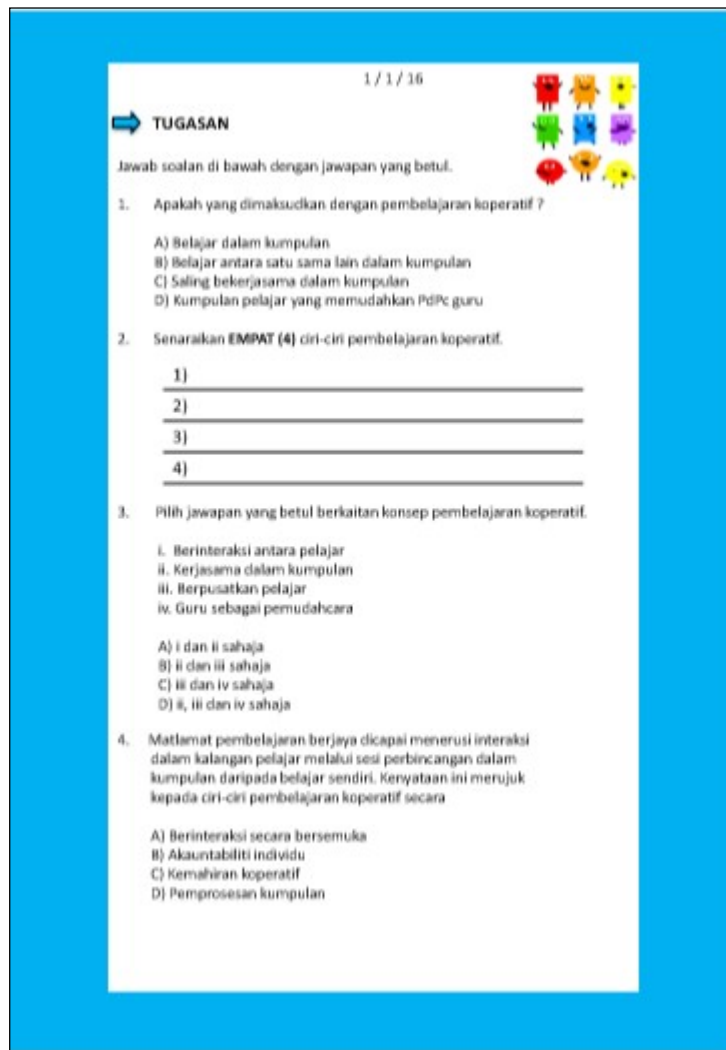 1 / 1 / 16
TUGASAN
Jawab soalan di bawah dengan jawapan yang betul.
1. Apakah yang dimaksudkan dengan pembelajaran koperatif ?
A) Belajar dalam kumpulan
B) Belajar antara satu sama lain dalam kumpulan
C) Saling bekerjasama dalam kumpulan
D) Kumpulan pelajar yang memudahkan PdPc guru
2. Senaraikan EMPAT (4) ciri-ciri pembelajaran koperatif.
1)
2)
3)
4)
3. Pilih jawapan yang betul berkaitan konsep pembelajaran koperatif.
i. Berinteraksi antara pelajar
ii. Kerjasama dalam kumpulan
iii. Berpusatkan pelajar
iv. Guru sebagai pemudahcara
A) i dan ii sahaja
B) ii dan iii sahaja
C) iii dan iv sahaja
D) ii, iii dan iv sahaja
4. Matlamat pembelajaran berjaya dicapai menerusi interaksi
dalam kalangan pelajar melalui sesi perbincangan dalam
kumpulan daripada belajar sendiri. Kenyataan ini merujuk
kepada ciri-ciri pembelajaran koperatif secara
A) Berinteraksi secara bersemuka
B) Akauntabiliti individu
C) Kemahiran koperatif
D) Pemprosesan kumpulan